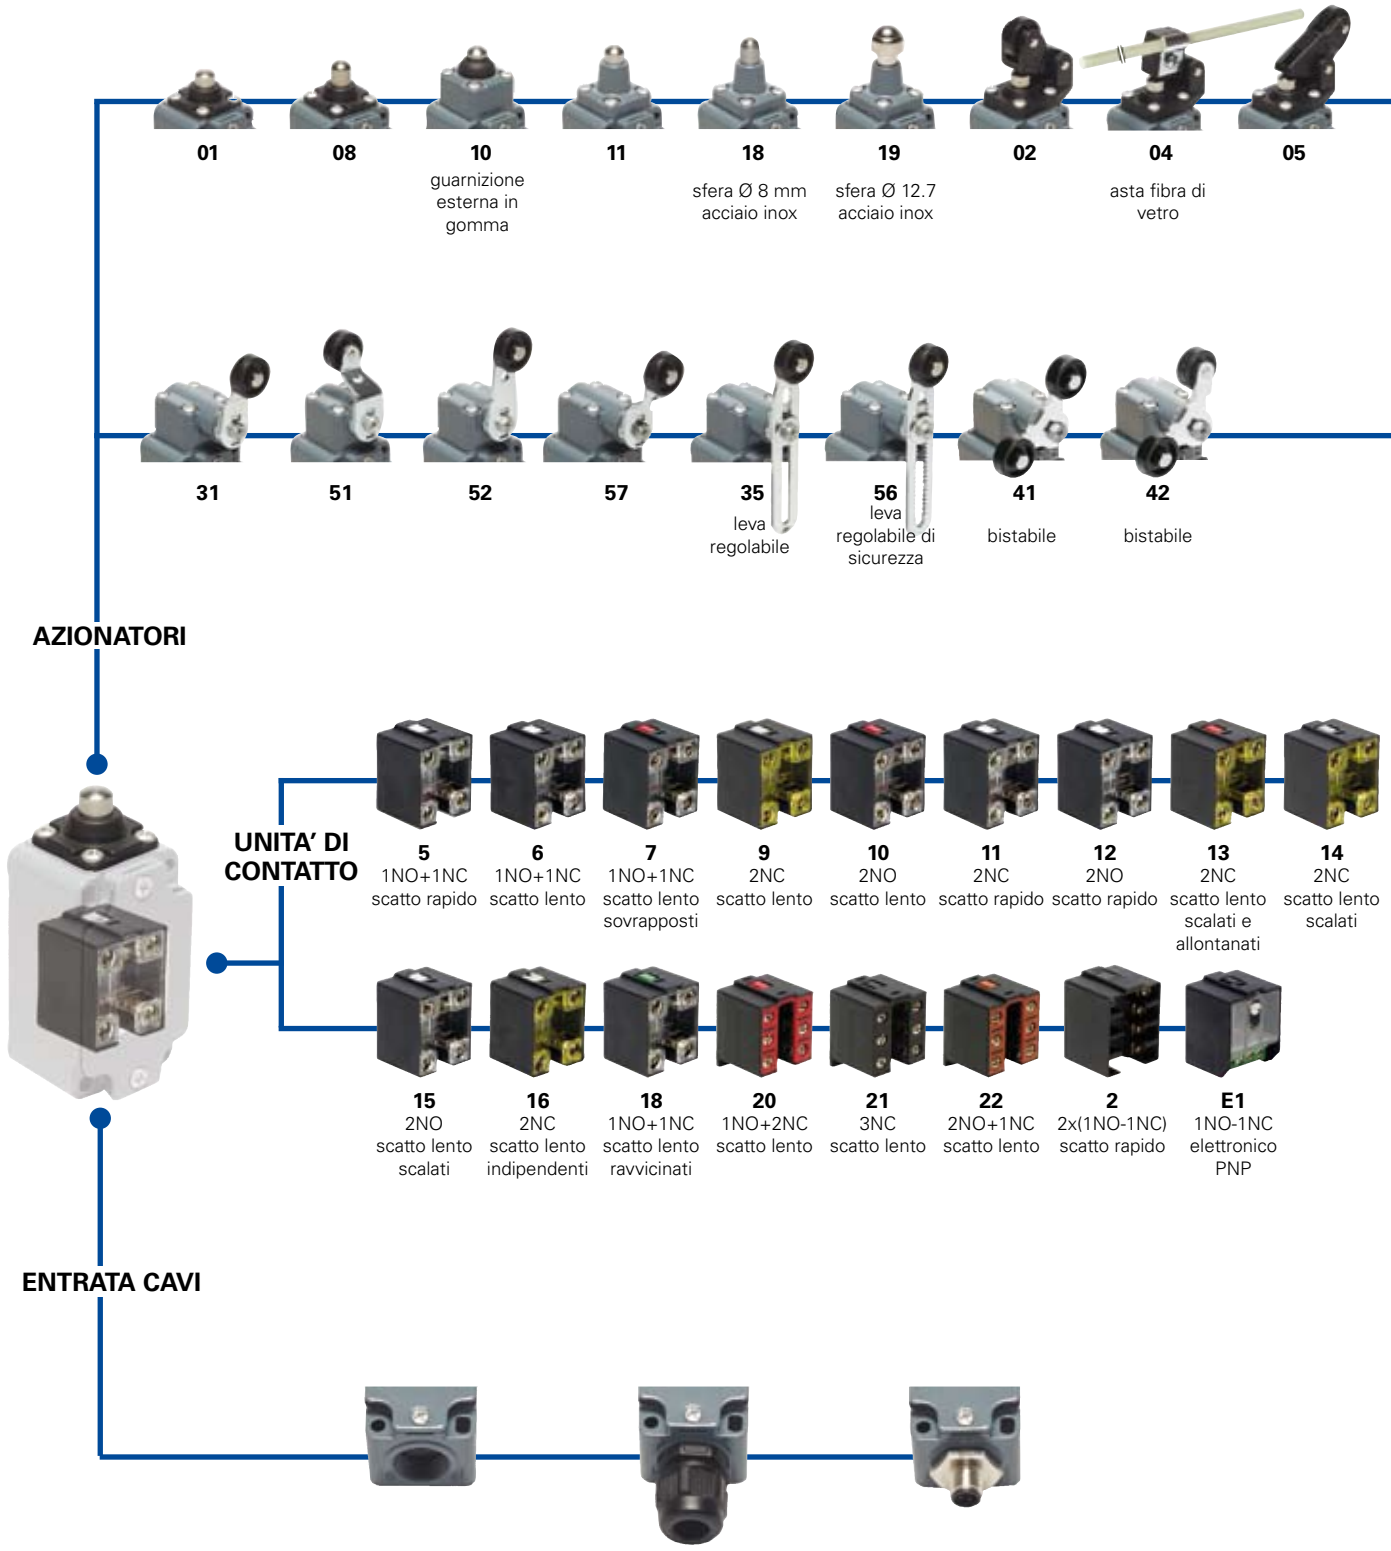 01
08
10
11
18
19
02
04
05
guarnizione
esterna in
gomma
sfera Ø 8 mm
acciaio inox
sfera Ø 12.7
acciaio inox
asta fibra di
vetro
31
51
52
57
35
56
41
42
leva
regolabile
leva
regolabile di
sicurezza
bistabile
bistabile
AZIONATORI
UNITA’ DI
CONTATTO
5
1NO+1NC
scatto rapido
6
1NO+1NC
scatto lento
7
1NO+1NC
scatto lento
sovrapposti
9
2NC
scatto lento
10
2NO
scatto lento
11
2NC
scatto rapido
12
2NO
scatto rapido
13
2NC
scatto lento
scalati e
allontanati
14
2NC
scatto lento
scalati
15
2NO
scatto lento
scalati
16
2NC
scatto lento
indipendenti
18
1NO+1NC
scatto lento
ravvicinati
20
1NO+2NC
scatto lento
21
3NC
scatto lento
22
2NO+1NC
scatto lento
2
2x(1NO-1NC)
scatto rapido
E1
1NO-1NC
elettronico
PNP
ENTRATA CAVI